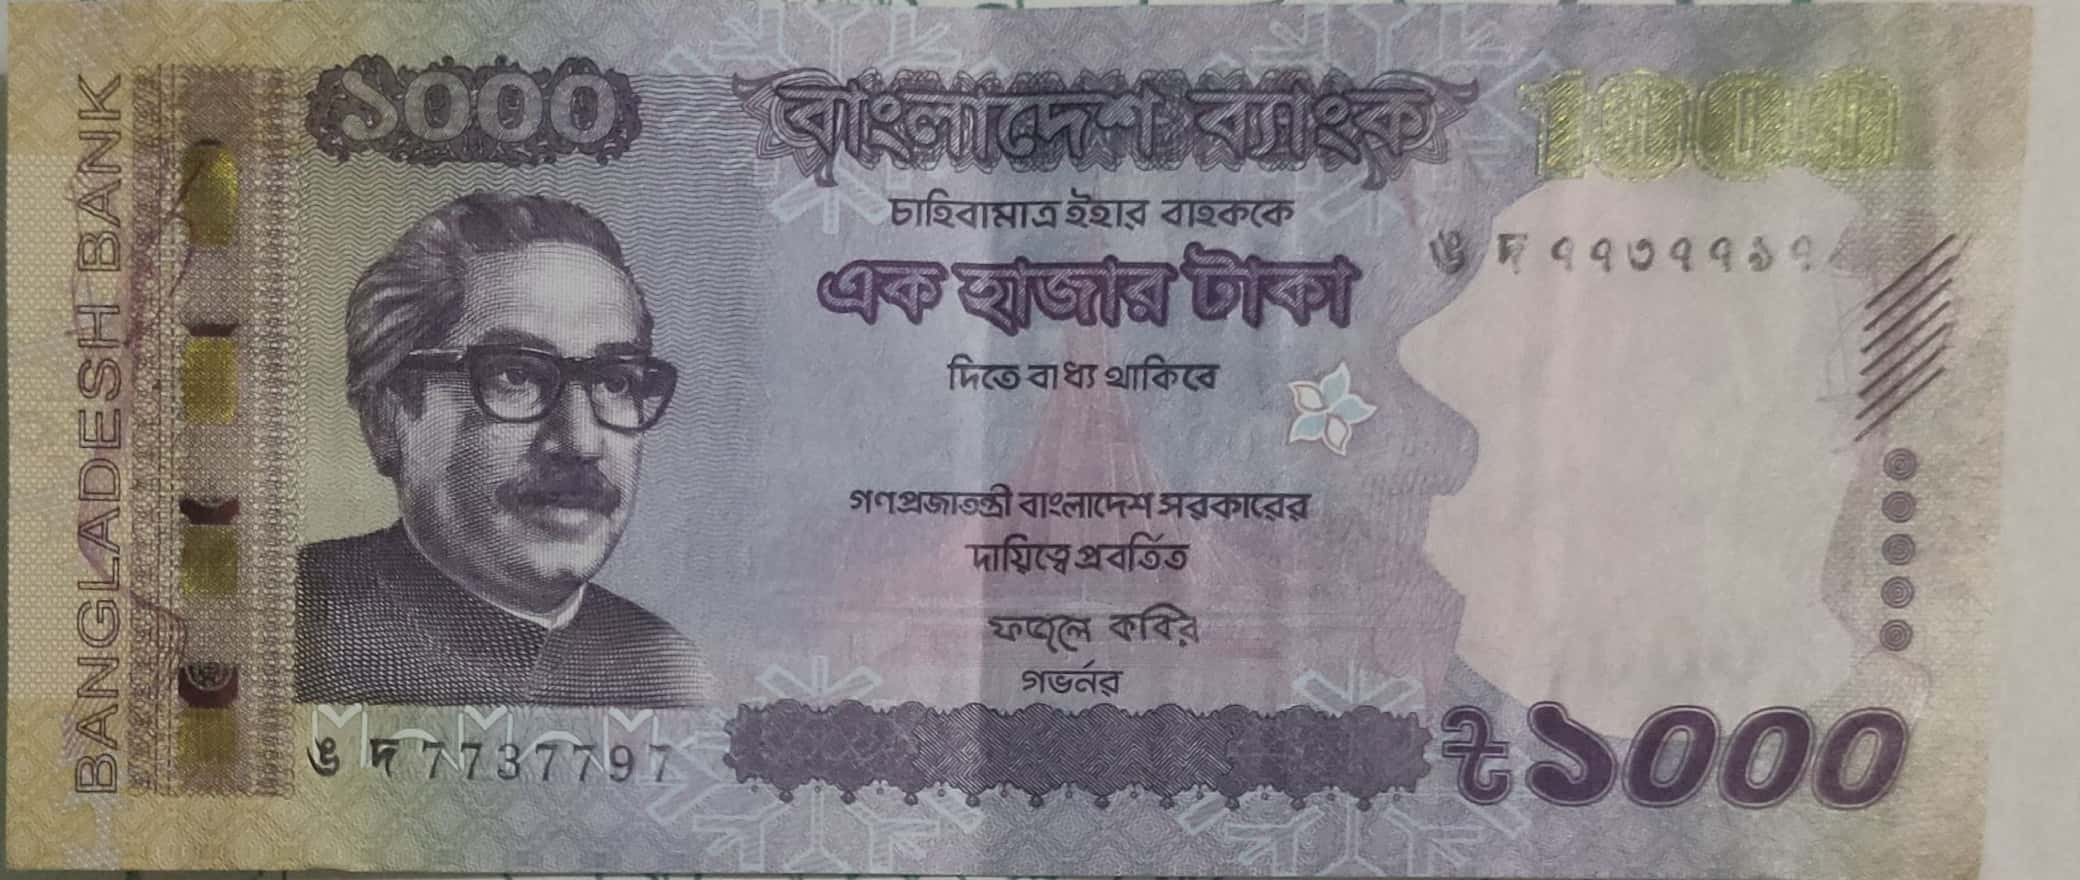 BANGLADESH BANK
১০০০
বাংলাদেশ ব্যাংক
1000
চাহিবামাত্র ইহার বাহককে
ঙ দ ৭৭৩৭৭৯৭
এক হাজার টাকা
দিতে বাধ্য থাকিবে
গণপ্রজাতন্ত্রী বাংলাদেশ সরকারের
দায়িত্বে প্রবর্তিত
ফজলে কবির
গভর্নর
ঙ দ 7737797
৳১০০০